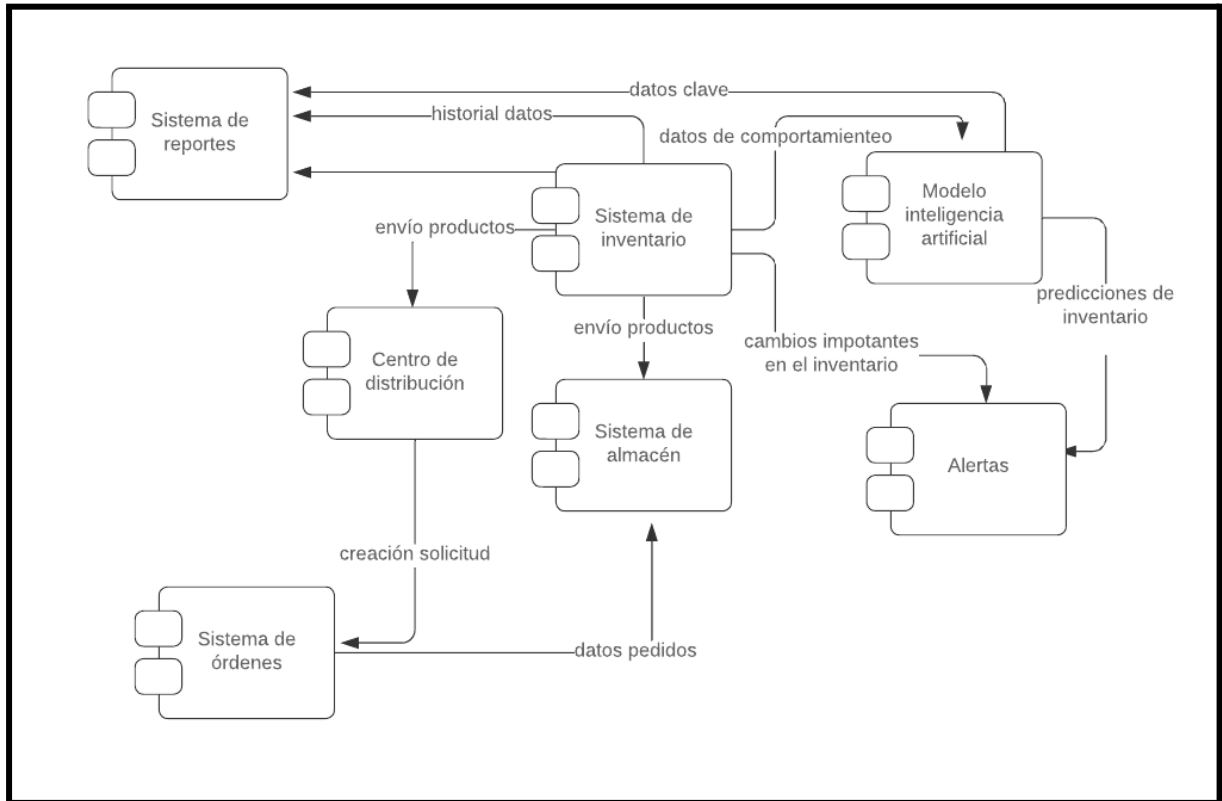 datos clave
Sistema de
reportes
historial datos
datos de comportamienteo
Modelo
inteligencia
artificial
Sistema de
inventario
envío productos
predicciones de
inventario
envío productos
cambios impotantes
en el inventario
Centro de
distribución
Sistema de
almacén
Alertas
creación solicitud
Sistema de
órdenes
datos pedidos